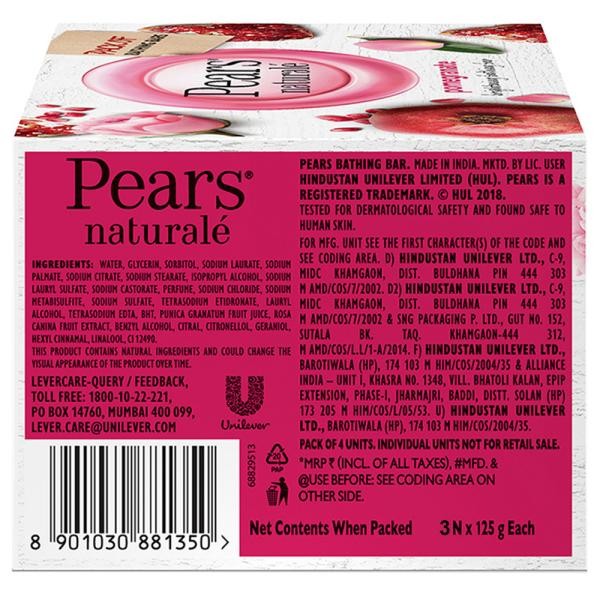 PACK OF
BATHING BAR
Pears®
naturalé
pomegranate
Pears®
naturalé
INGREDIENTS: WATER, GLYCERIN, SORBITOL, SODIUM LAURATE, SODIUM
PALMATE, SODIUM CITRATE, SODIUM STEARATE, ISOPROPYL ALCOHOL, SODIUM
LAURYL SULFATE, SODIUM CASTORATE, PERFUME, SODIUM CHLORIDE, SODIUM
METABISULFITE, SODIUM SULFATE, TETRASODIUM ETIDRONATE, LAURYL
ALCOHOL, TETRASODIUM EDTA, BHT, PUNICA GRANATUM FRUIT JUICE, ROSA
CANINA FRUIT EXTRACT, BENZYL ALCOHOL, CITRAL, CITRONELLOL, GERANIOL,
HEXYL CINNAMAL, LINALOOL, CI 12490.
THIS PRODUCT CONTAINS NATURAL INGREDIENTS AND COULD CHANGE THE
VISUAL APPEARANCE OF THE PRODUCT OVER TIME.
LEVERCARE-QUERY / FEEDBACK,
TOLL FREE: 1800-10-22-221,
PO BOX 14760, MUMBAI 400 099,
LEVER.CARE@UNILEVER.COM
Unilever
8 901030 881350 >
68829513
20
PAP
PEARS BATHING BAR. MADE IN INDIA. MKTD. BY LIC. USER
HINDUSTAN UNILEVER LIMITED (HUL). PEARS IS A
REGISTERED TRADEMARK. © HUL 2018.
TESTED FOR DERMATOLOGICAL SAFETY AND FOUND SAFE TO
HUMAN SKIN.
FOR MFG. UNIT SEE THE FIRST CHARACTER(S) OF THE CODE AND
SEE CODING AREA. D) HINDUSTAN UNILEVER LTD., C-9,
MIDC KHAMGAON, DIST. BULDHANA PIN 444 303
M AMD/COS/7/2002. D2) HINDUSTAN UNILEVER LTD., C-9,
MIDC KHAMGAON, DIST. BULDHANA PIN 444 303
M AMD/COS/7/2002 & SNG PACKAGING P. LTD., GUT NO. 152,
SUTALA BK. TAQ. KHAMGAON-444 312,
M AMD/COS/L.L/1-A/2014. F) HINDUSTAN UNILEVER LTD.,
BAROTIWALA (HP), 174 103 M HIM/COS/2004/35 & ALLIANCE
INDIA – UNIT I, KHASRA NO. 1348, VILL. BHATOLI KALAN, EPIP
EXTENSION, PHASE-I, JHARMAJRI, BADDI, DISTT. SOLAN (HP)
173 205 M HIM/COS/L/05/53. U) HINDUSTAN UNILEVER
LTD., BAROTIWALA (HP), 174 103 M HIM/COS/2004/35.
PACK OF 4 UNITS. INDIVIDUAL UNITS NOT FOR RETAIL SALE.
*MRP ₹ (INCL. OF ALL TAXES), #MFD. &
@USE BEFORE: SEE CODING AREA ON
OTHER SIDE.
Net Contents When Packed 3 N x 125 g Each